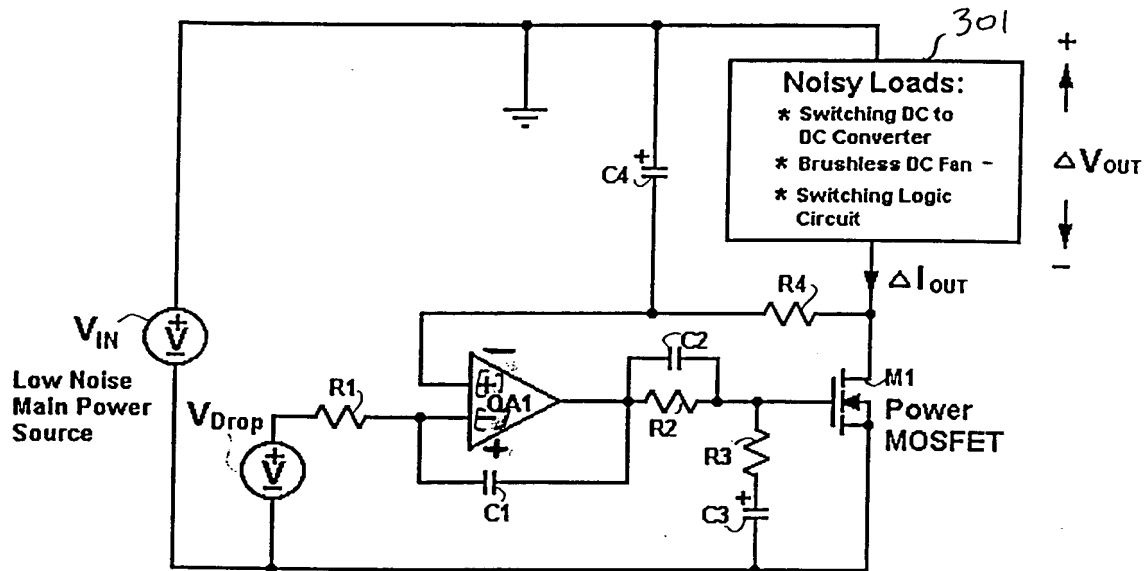 301
Noisy Loads:
* Switching DC to
DC Converter
* Brushless DC Fan -
* Switching Logic
Circuit
+
ΔVOUT
-
+
C4
ΔIOUT
R4
VIN
+
V
-
Low Noise
Main Power
Source
VDrop
+
V
-
R1
-
+
OA1
-
+
C1
C2
R2
R3
+
C3
M1
Power
MOSFET